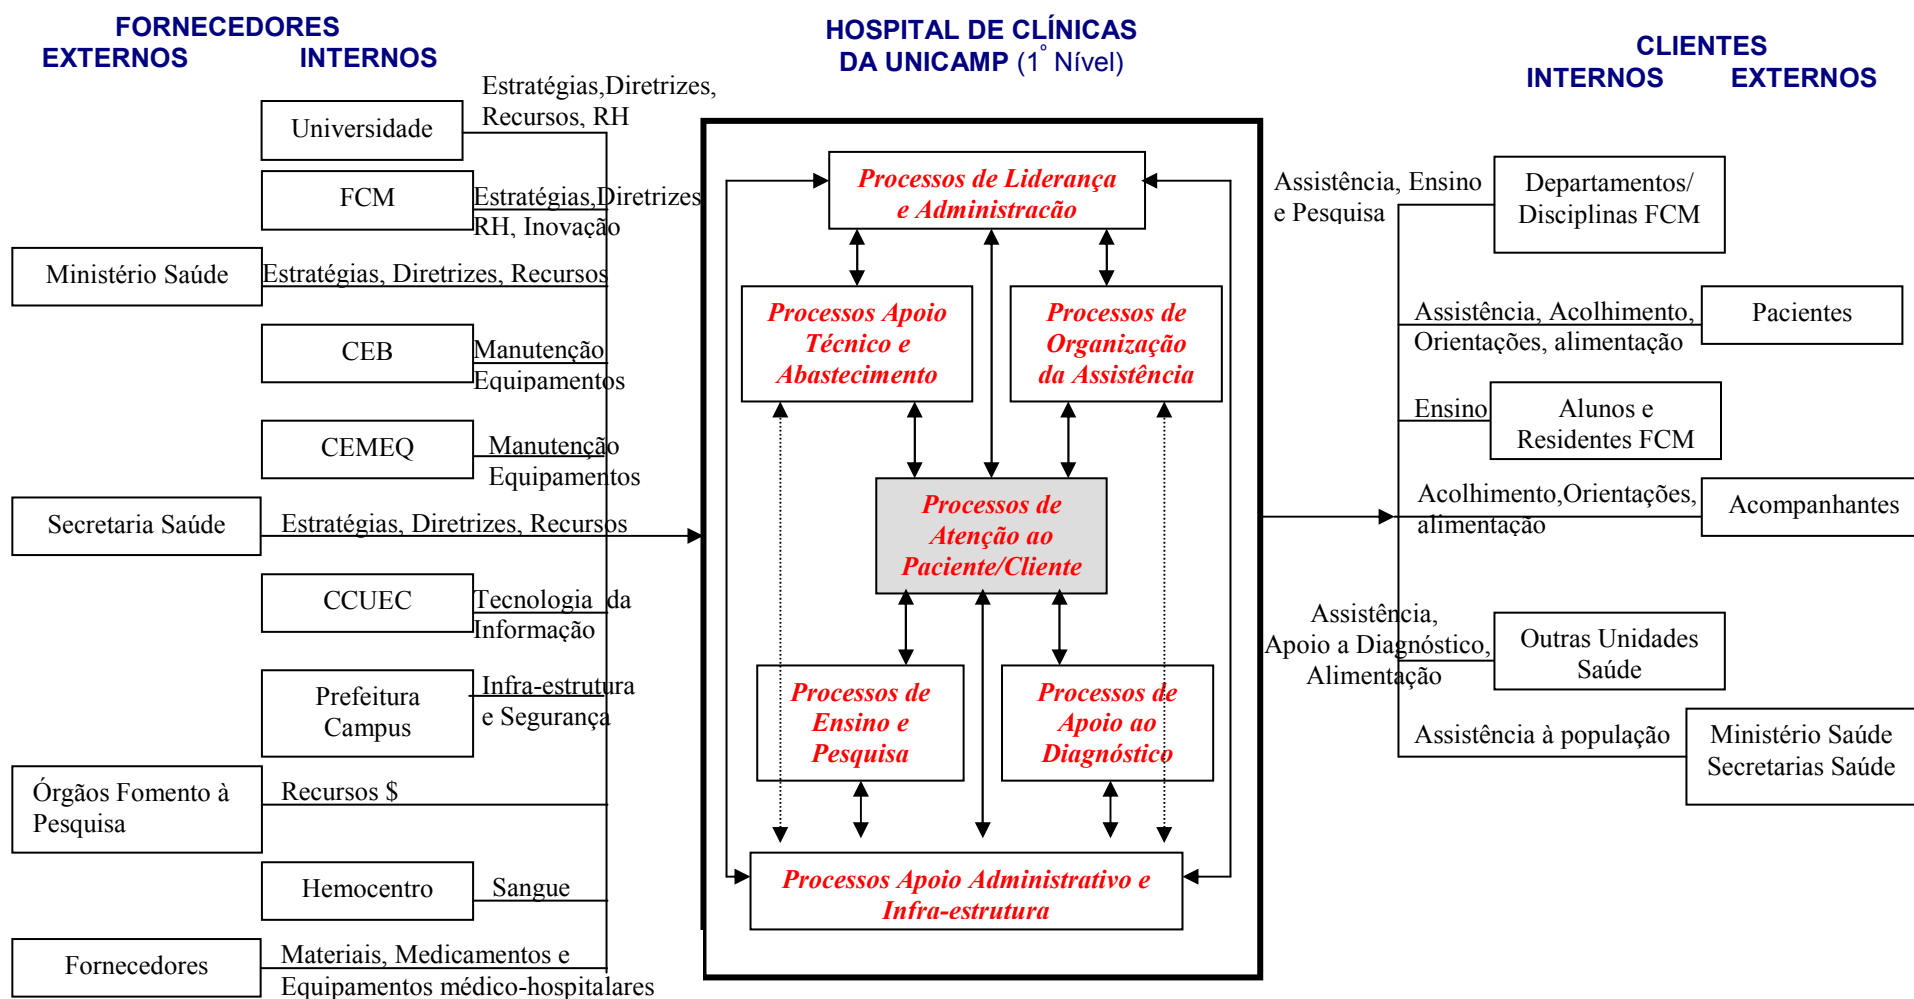 FORNECEDORES
EXTERNOS
INTERNOS
Universidade
Estratégias,Diretrizes,
Recursos, RH
FCM
Estratégias,Diretrizes
RH, Inovação
Ministério Saúde
Estratégias, Diretrizes, Recursos
CEB
Manutenção
Equipamentos
CEMEQ
Manutenção
Equipamentos
Secretaria Saúde
Estratégias, Diretrizes, Recursos
CCUEC
Tecnologia da
Informação
Prefeitura
Campus
Infra-estrutura
e Segurança
Órgãos Fomento à
Pesquisa
Recursos $
Hemocentro
Sangue
Fornecedores
Materiais, Medicamentos e
Equipamentos médico-hospitalares
HOSPITAL DE CLÍNICAS
DA UNICAMP (1º Nível)
Processos de Liderança
e Administracão
Processos Apoio
Técnico e
Abastecimento
Processos de
Organização
da Assistência
Processos de
Atenção ao
Paciente/Cliente
Processos de
Ensino e
Pesquisa
Processos de
Apoio ao
Diagnóstico
Processos Apoio Administrativo e
Infra-estrutura
CLIENTES
INTERNOS
EXTERNOS
Assistência, Ensino
e Pesquisa
Departamentos/
Disciplinas FCM
Assistência, Acolhimento,
Orientações, alimentação
Pacientes
Ensino
Alunos e
Residentes FCM
Acolhimento,Orientações,
alimentação
Acompanhantes
Assistência,
Apoio a Diagnóstico,
Alimentação
Outras Unidades
Saúde
Assistência à população
Ministério Saúde
Secretarias Saúde